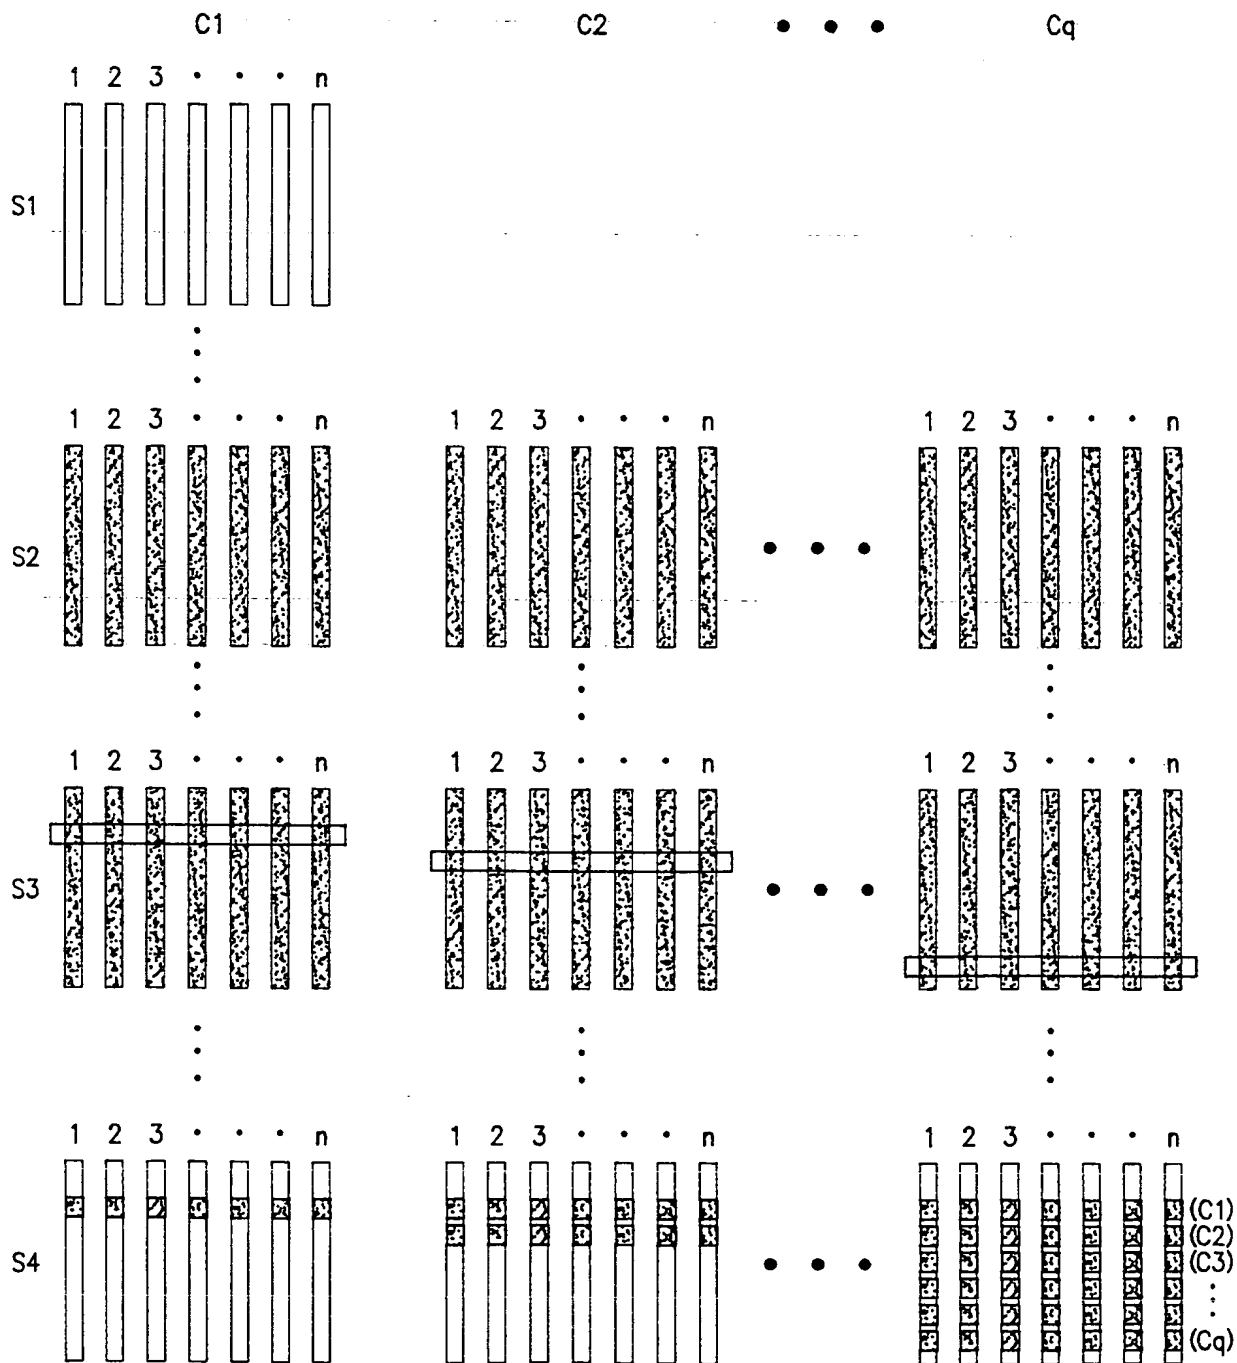 C1 C2 • • • Cq
1 2 3 • • • n
S1
1 2 3 • • • n 1 2 3 • • • n 1 2 3 • • • n
S2 • • • 
1 2 3 • • • n 1 2 3 • • • n 1 2 3 • • • n
S3 • • •
1 2 3 • • • n 1 2 3 • • • n 1 2 3 • • • n
(C1)
(C2)
S4 • • • (C3)
(Cq)